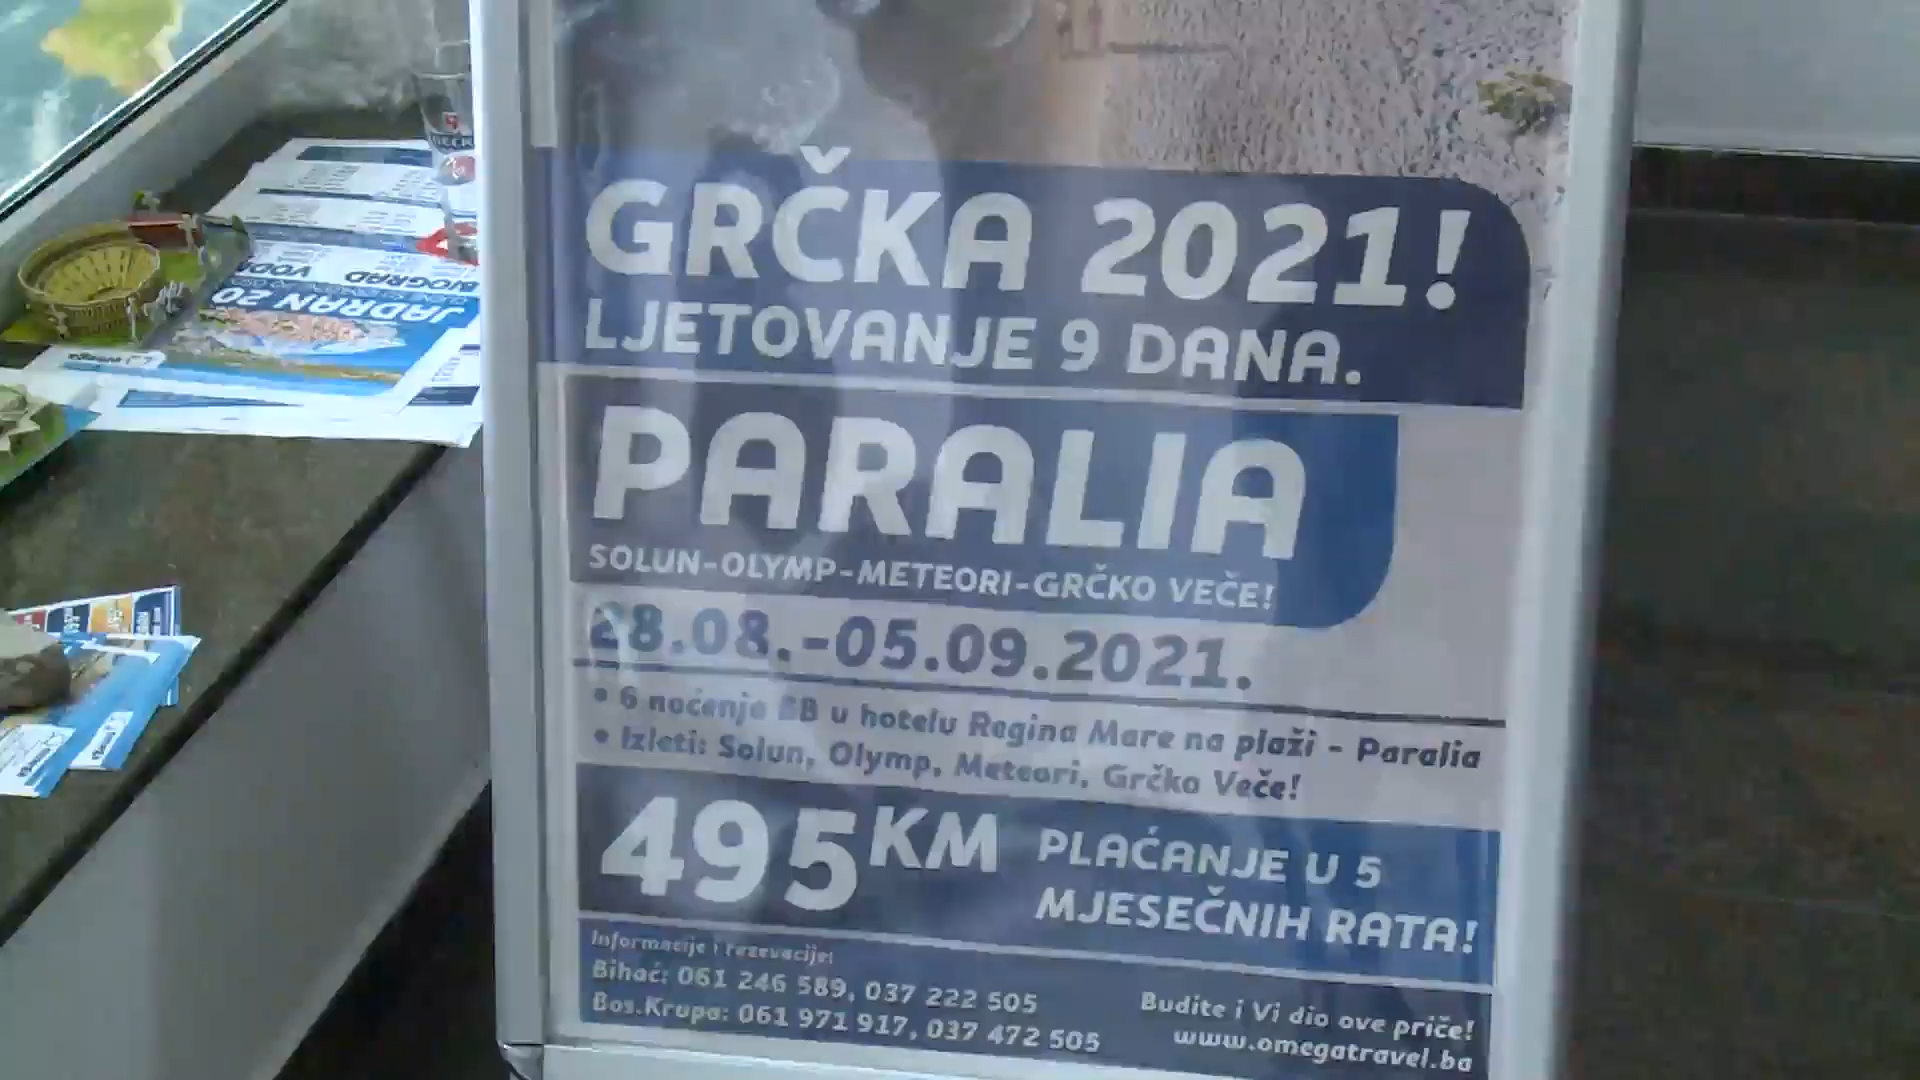 GRČKA 2021!
LJETOVANJE 9 DANA.
PARALIA
SOLUN-OLYMP-METEORI-GRČKO VEČE!
28.08.-05.09.2021.
• 6 noćenja BB u hotelu Regina Mare na plaži - Paralia
• Izleti: Solun, Olymp, Meteori, Grčko Veče!
495KM
PLAĆANJE U 5
MJESEČNIH RATA!
Informacije i rezevacije:
Bihać: 061 246 589, 037 222 505
Bos.Krupa: 061 971 917, 037 472 505
Budite i Vi dio ove priče!
www.omegatravel.ba
JADRAN 20
BIOGRAD
VODI